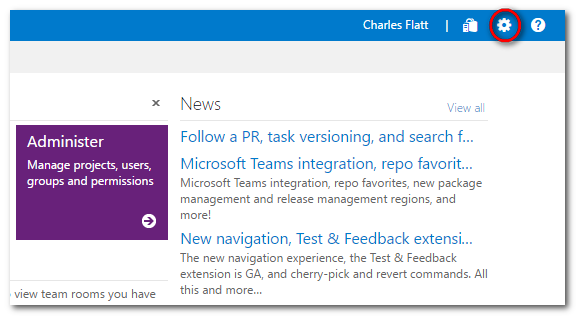 Charles Flatt
|
?
×
News
View all
Administer
Manage projects, users,
groups and permissions
Follow a PR, task versioning, and search f...
Microsoft Teams integration, repo favorit...
Microsoft Teams integration, repo favorites, new package
management and release management regions, and
more!
New navigation, Test & Feedback extensi...
The new navigation experience, the Test & Feedback
extension is GA, and cherry-pick and revert commands. All
this and more...
view team rooms you have